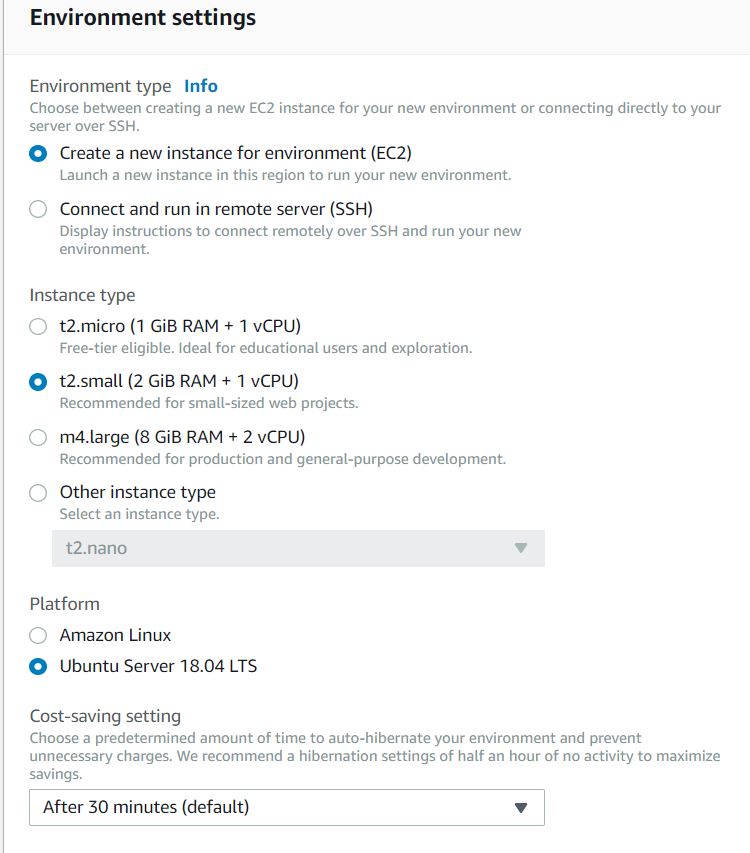 Environment settings
Environment type Info
Choose between creating a new EC2 instance for your new environment or connecting directly to your
server over SSH.
Create a new instance for environment (EC2)
Launch a new instance in this region to run your new environment.
Connect and run in remote server (SSH)
Display instructions to connect remotely over SSH and run your new
environment.
Instance type
t2.micro (1 GiB RAM + 1 vCPU)
Free-tier eligible. Ideal for educational users and exploration.
t2.small (2 GiB RAM + 1 vCPU)
Recommended for small-sized web projects.
m4.large (8 GiB RAM + 2 vCPU)
Recommended for production and general-purpose development.
Other instance type
Select an instance type.
t2.nano
Platform
Amazon Linux
Ubuntu Server 18.04 LTS
Cost-saving setting
Choose a predetermined amount of time to auto-hibernate your environment and prevent
unnecessary charges. We recommend a hibernation settings of half an hour of no activity to maximize
savings.
After 30 minutes (default)